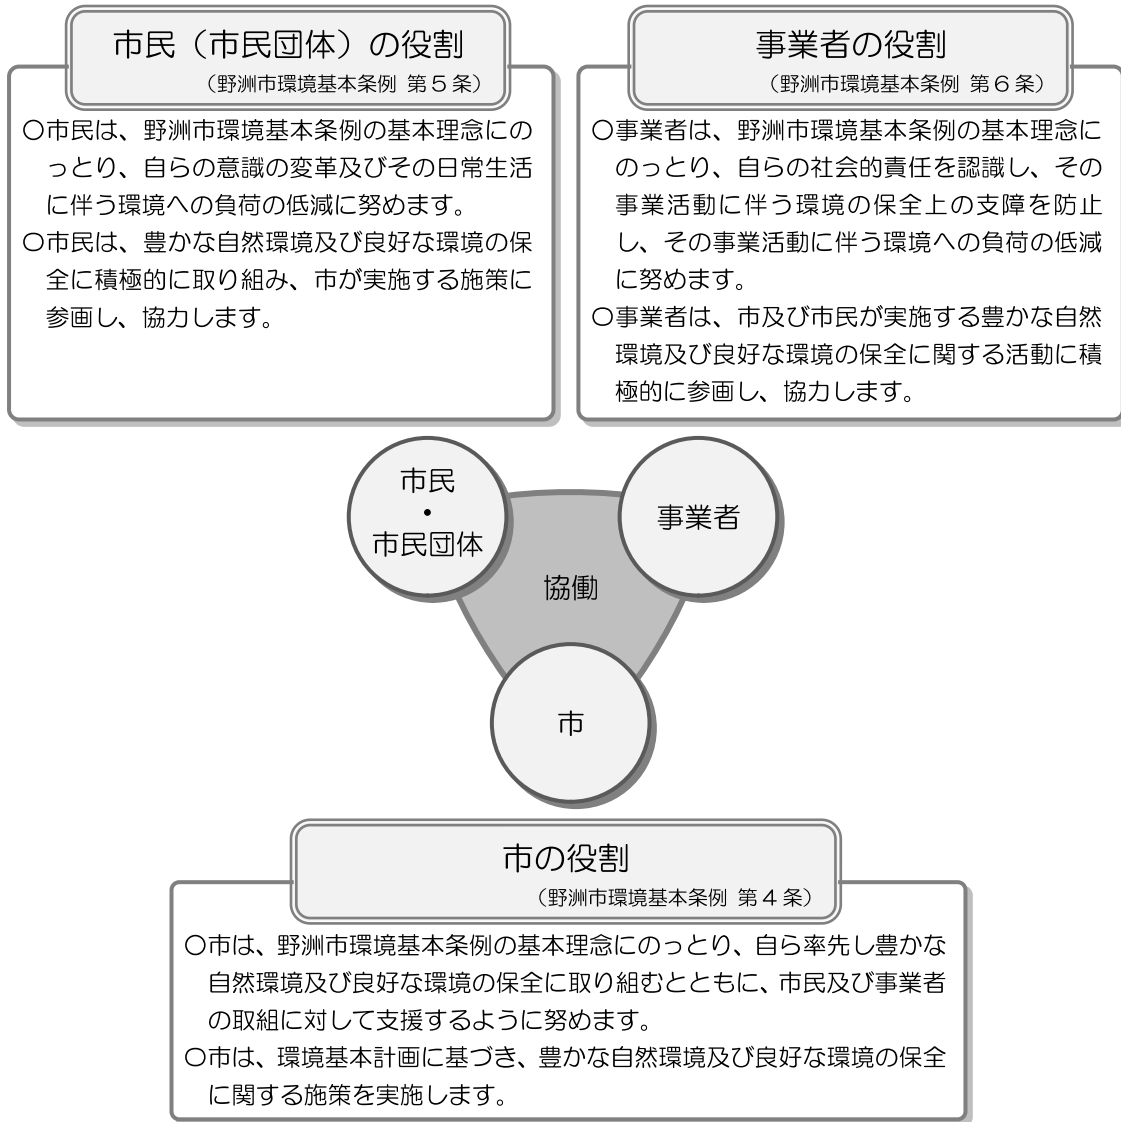 市民（市民団体）の役割
（野洲市環境基本条例 第５条）
〇市民は、野洲市環境基本条例の基本理念にの
っとり、自らの意識の変革及びその日常生活
に伴う環境への負荷の低減に努めます。
〇市民は、豊かな自然環境及び良好な環境の保
全に積極的に取り組み、市が実施する施策に
参画し、協力します。
事業者の役割
（野洲市環境基本条例 第６条）
〇事業者は、野洲市環境基本条例の基本理念に
のっとり、自らの社会的責任を認識し、その
事業活動に伴う環境の保全上の支障を防止
し、その事業活動に伴う環境への負荷の低減
に努めます。
〇事業者は、市及び市民が実施する豊かな自然
環境及び良好な環境の保全に関する活動に積
極的に参画し、協力します。
市民
・
市民団体
事業者
協働
市
市の役割
（野洲市環境基本条例 第４条）
〇市は、野洲市環境基本条例の基本理念にのっとり、自ら率先し豊かな
自然環境及び良好な環境の保全に取り組むとともに、市民及び事業者
の取組に対して支援するように努めます。
〇市は、環境基本計画に基づき、豊かな自然環境及び良好な環境の保全
に関する施策を実施します。